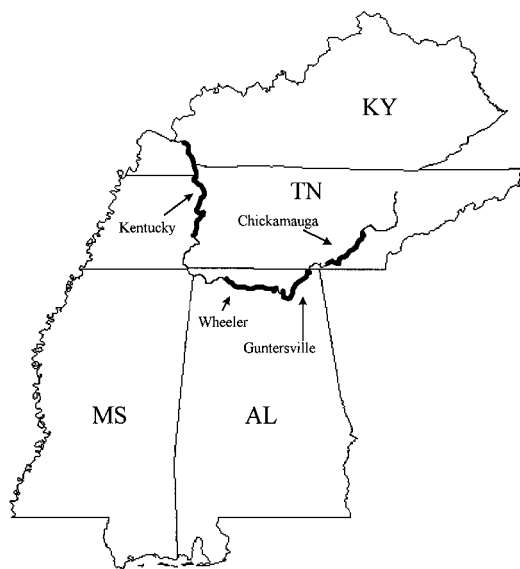 KY
TN
Chickamauga
Kentucky
Wheeler
Guntersville
MS
AL